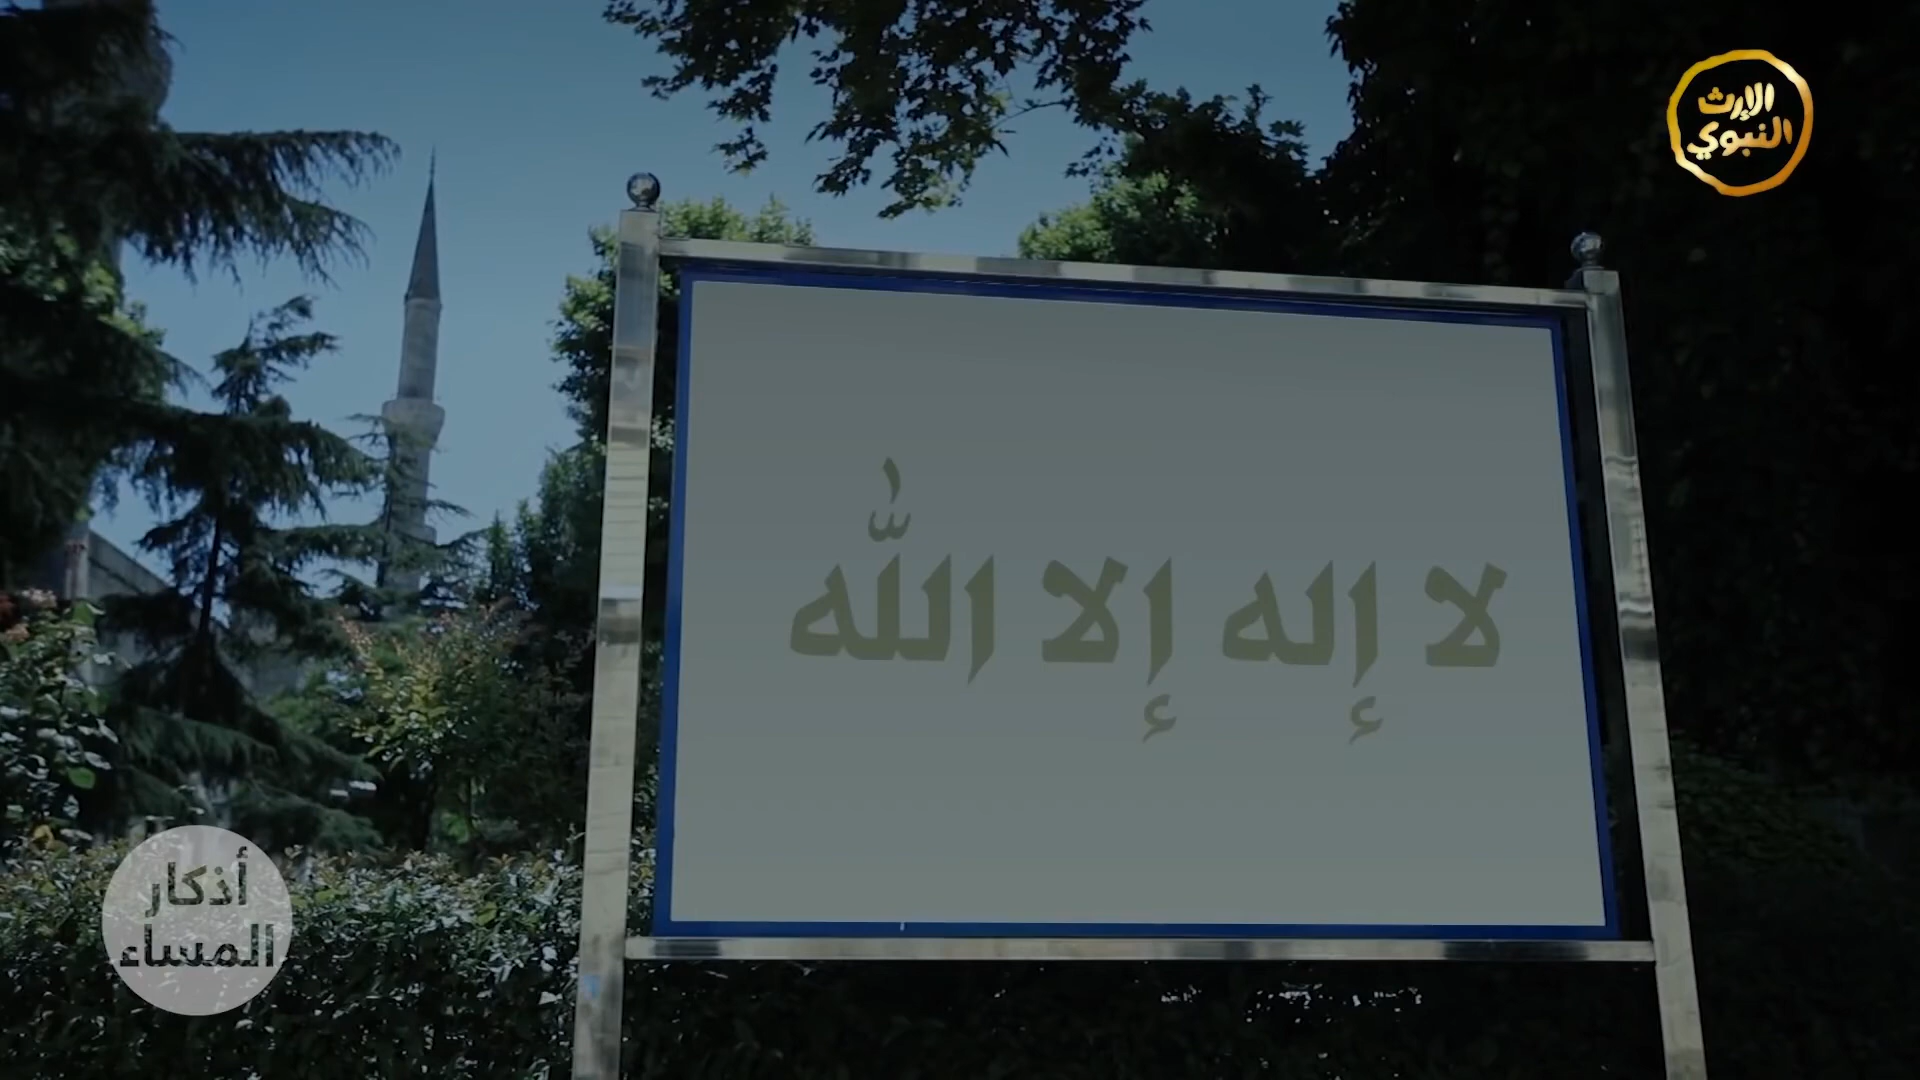 الإرث
النبوي
لا إله إلا الله
أذكار
المساء